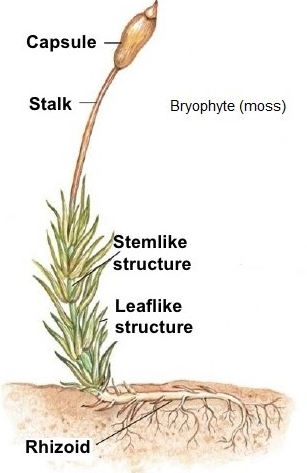 Capsule
Stalk
Bryophyte (moss)
Stemlike
structure
Leaflike
structure
Rhizoid